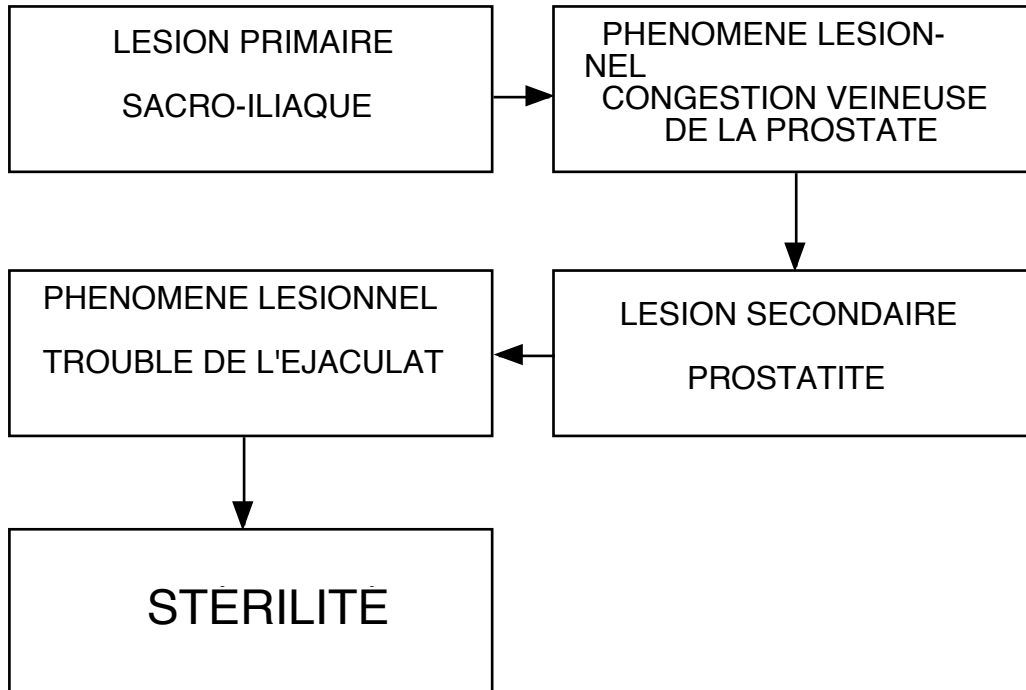 LESION PRIMAIRE
SACRO-ILIAQUE
PHENOMENE LESION-
NEL
CONGESTION VEINEUSE
DE LA PROSTATE
LESION SECONDAIRE
PROSTATITE
PHENOMENE LESIONNEL
TROUBLE DE L'EJACULAT
STÉRILITÉ